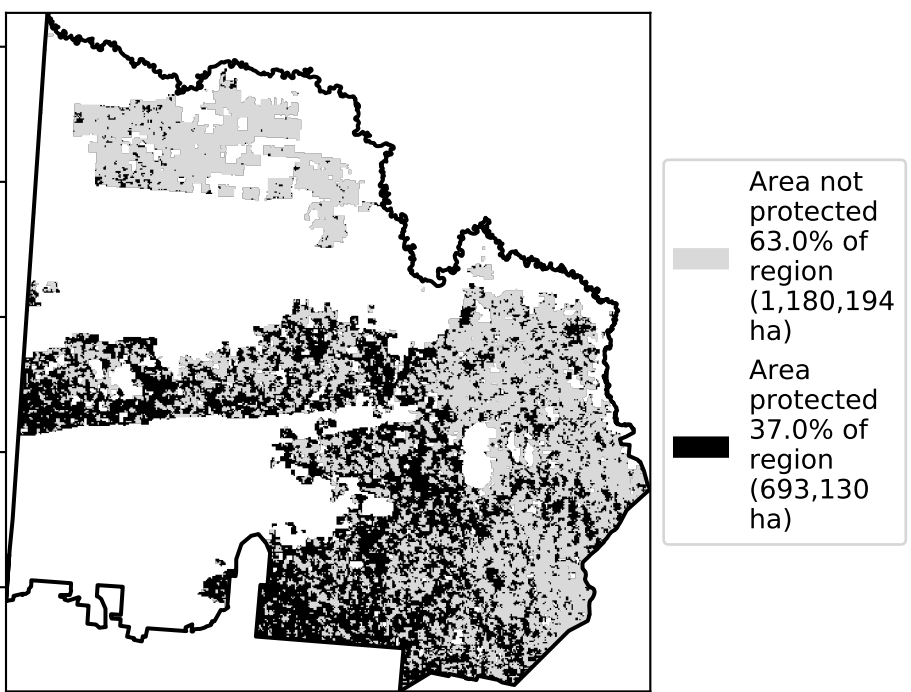 Area not
protected
63.0% of
region
(1,180,194
ha)
Area
protected
37.0% of
region
(693,130
ha)